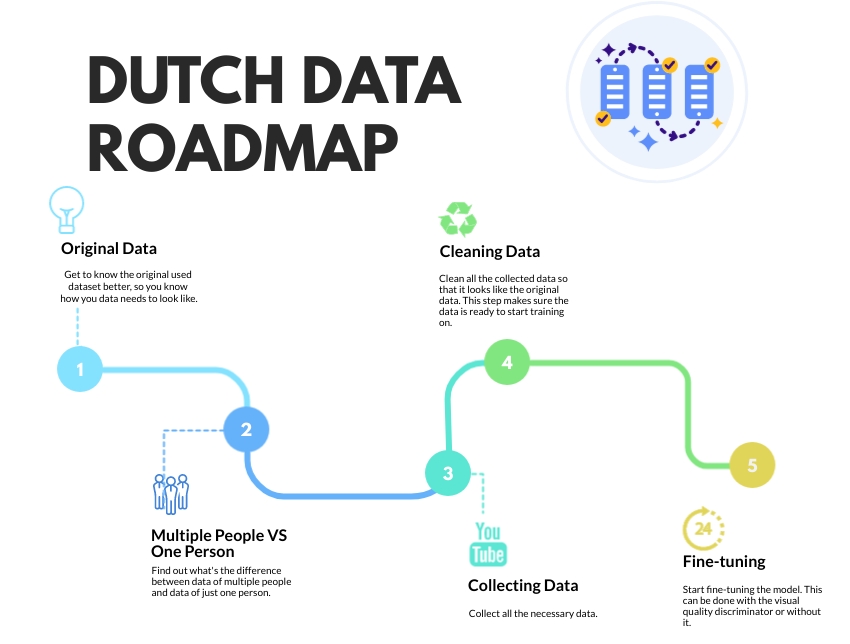 DUTCH DATA
ROADMAP
Original Data
Get to know the original used
dataset better, so you know
how you data needs to look like.
1
2
Multiple People VS
One Person
Find out what's the difference
between data of multiple people
and data of just one person.
3
You
Tube
Collecting Data
Collect all the necessary data.
Cleaning Data
Clean all the collected data so
that it looks like the original
data. This step makes sure the
data is ready to start training
on.
4
5
24
Fine-tuning
Start fine-tuning the model. This
can be done with the visual
quality discriminator or without
it.